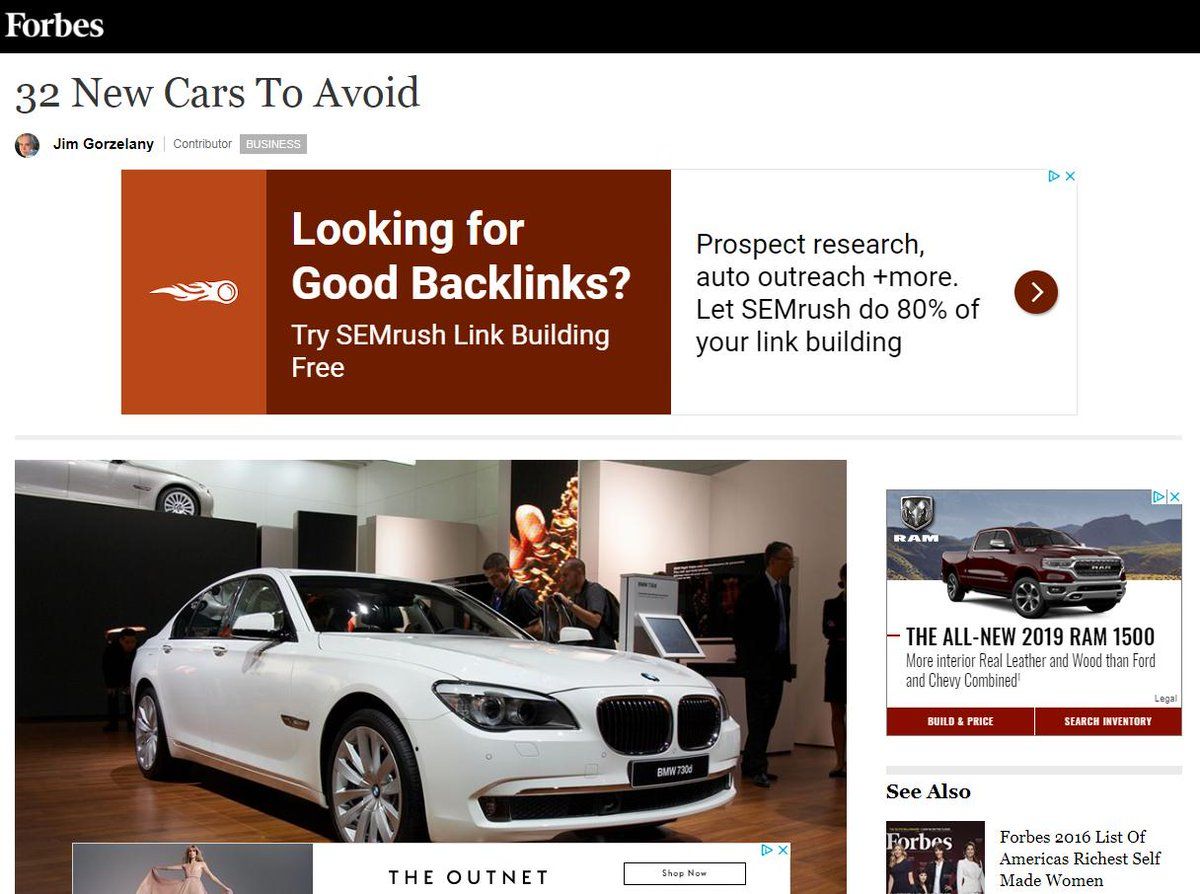 Forbes
32 New Cars To Avoid
Jim Gorzelany
Contributor
BUSINESS
Looking for
Good Backlinks?
Try SEMrush Link Building
Free
Prospect research,
auto outreach +more.
Let SEMrush do 80% of
your link building
BMW 730d
RAM
THE ALL-NEW 2019 RAM 1500
More interior Real Leather and Wood than Ford
and Chevy Combined¹
Legal
BUILD & PRICE
SEARCH INVENTORY
See Also
Forbes
Forbes 2016 List Of
Americas Richest Self
Made Women
THE OUTNET
Shop Now